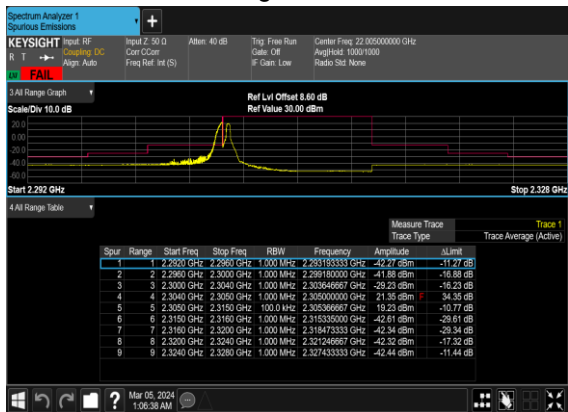 Spectrum Analyzer 1
Spurious Emissions
KEYSIGHT Input: RF Input Z: 50 Ω Atten: 40 dB Trig: Free Run Center Freq: 22.005000000 GHz
R T Coupling: DC Corr CCorr Gate: Off Avg|Hold: 1000/1000
Align: Auto Freq Ref: Int (S) IF Gain: Low Radio Std: None
FAIL
3 All Range Graph
Ref Lvl Offset 8.60 dB
Scale/Div 10.0 dB Ref Value 30.00 dBm
20.0
0.00
-20.0
-40.0
-60.0
Start 2.292 GHz Stop 2.328 GHz
4 All Range Table
Measure Trace Trace 1
Trace Type Trace Average (Active)
Spur Range Start Freq Stop Freq RBW Frequency Amplitude ΔLimit
1 1 2.2920 GHz 2.2960 GHz 1.000 MHz 2.293193333 GHz -42.27 dBm -11.27 dB
2 2 2.2960 GHz 2.3000 GHz 1.000 MHz 2.299180000 GHz -41.88 dBm -16.88 dB
3 3 2.3000 GHz 2.3040 GHz 1.000 MHz 2.303646667 GHz -29.23 dBm -16.23 dB
4 4 2.3040 GHz 2.3050 GHz 1.000 MHz 2.305000000 GHz 21.35 dBm F 34.35 dB
5 5 2.3050 GHz 2.3150 GHz 100.0 kHz 2.305366667 GHz 19.23 dBm -10.77 dB
6 6 2.3150 GHz 2.3160 GHz 1.000 MHz 2.315335000 GHz -42.61 dBm -29.61 dB
7 7 2.3160 GHz 2.3200 GHz 1.000 MHz 2.318473333 GHz -42.34 dBm -29.34 dB
8 8 2.3200 GHz 2.3240 GHz 1.000 MHz 2.321246667 GHz -42.32 dBm -17.32 dB
9 9 2.3240 GHz 2.3280 GHz 1.000 MHz 2.327433333 GHz -42.44 dBm -11.44 dB
? Mar 05, 2024
1:06:38 AM